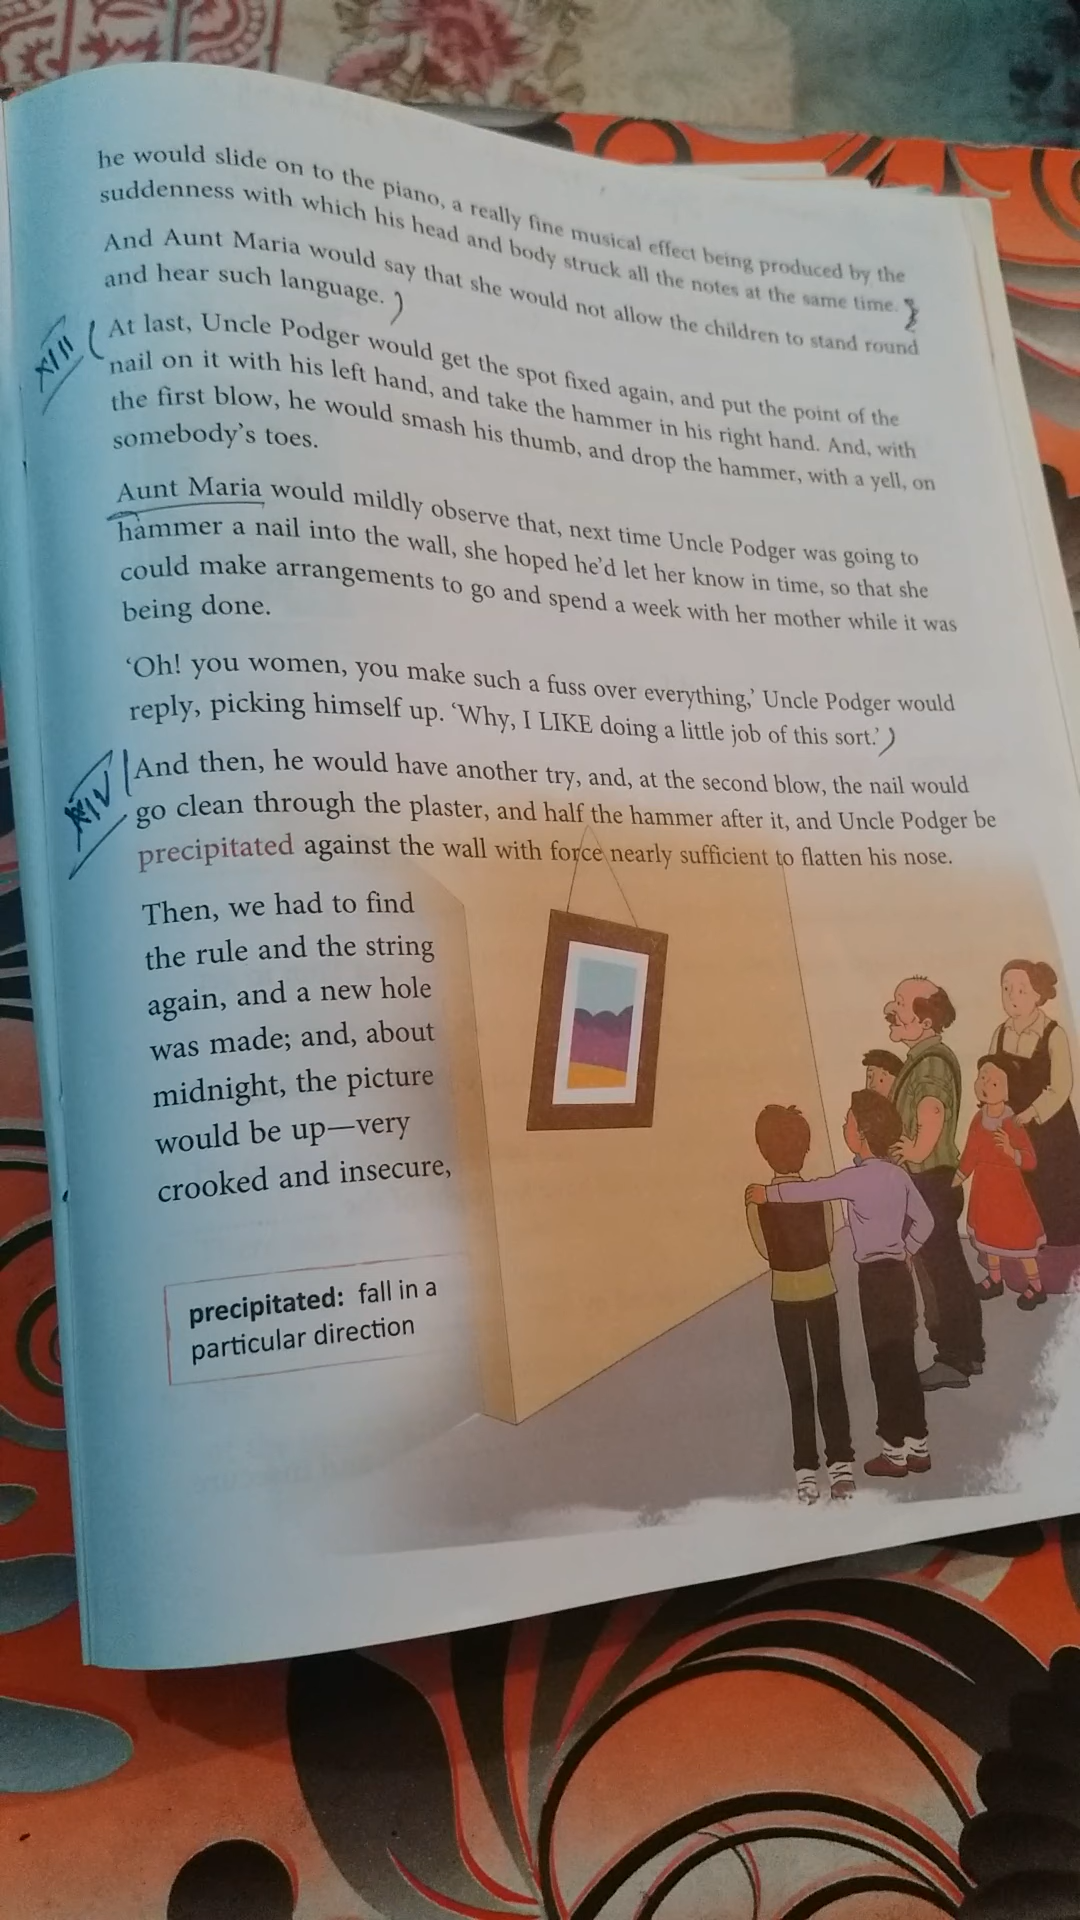 he would slide on to the piano, a really fine musical effect being produced by the
suddenness with which his head and body struck all the notes at the same time.
And Aunt Maria would say that she would not allow the children to stand round
and hear such language.)
XIII
(At last, Uncle Podger would get the spot fixed again, and put the point of the
nail on it with his left hand, and take the hammer in his right hand. And, with
the first blow, he would smash his thumb, and drop the hammer, with a yell, on
somebody's toes.
Aunt Maria would mildly observe that, next time Uncle Podger was going to
hammer a nail into the wall, she hoped he'd let her know in time, so that she
could make arrangements to go and spend a week with her mother while it was
being done.
'Oh! you women, you make such a fuss over everything,' Uncle Podger would
reply, picking himself up. 'Why, I LIKE doing a little job of this sort.')
XIV
And then, he would have another try, and, at the second blow, the nail would
go clean through the plaster, and half the hammer after it, and Uncle Podger be
precipitated against the wall with force nearly sufficient to flatten his nose.
Then, we had to find
the rule and the string
again, and a new hole
was made; and, about
midnight, the picture
would be up—very
crooked and insecure,
precipitated: fall in a
particular direction